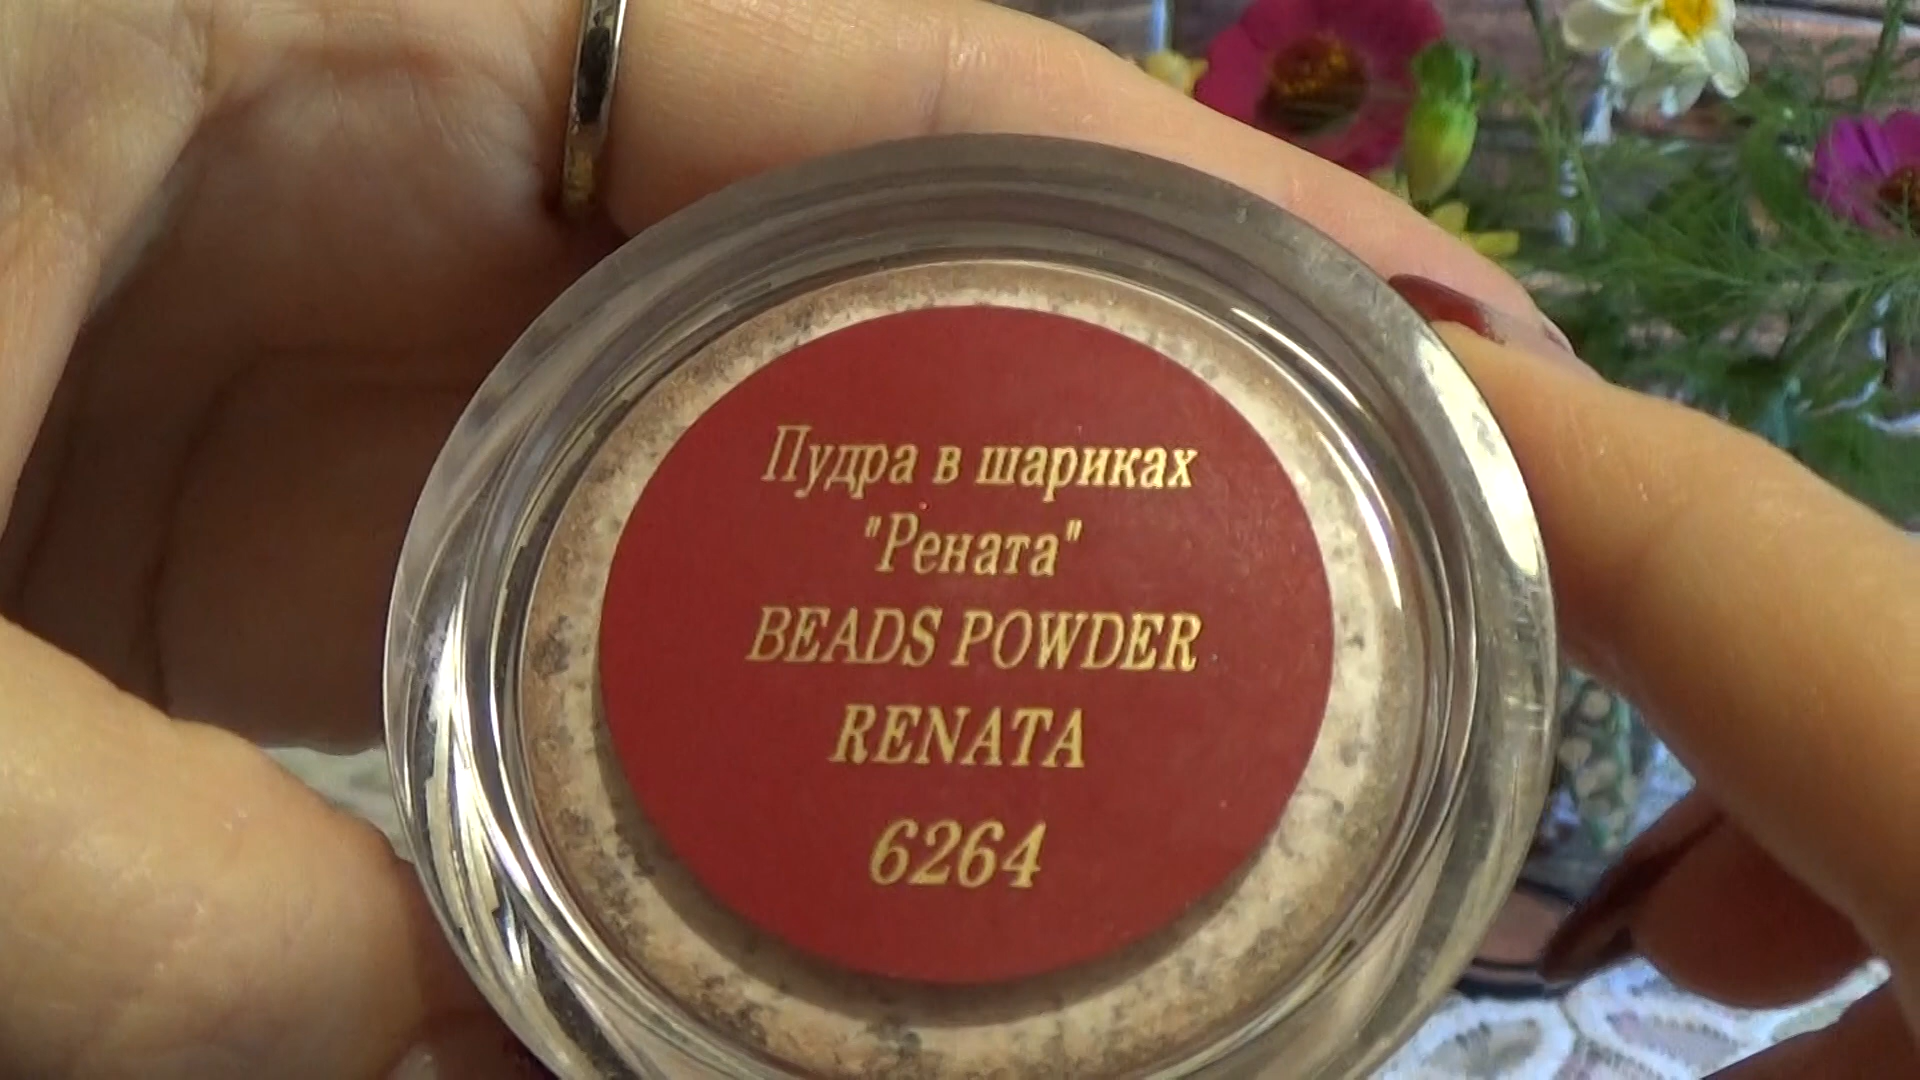 Пудра в шариках
"Рената"
BEADS POWDER
RENATA
6264